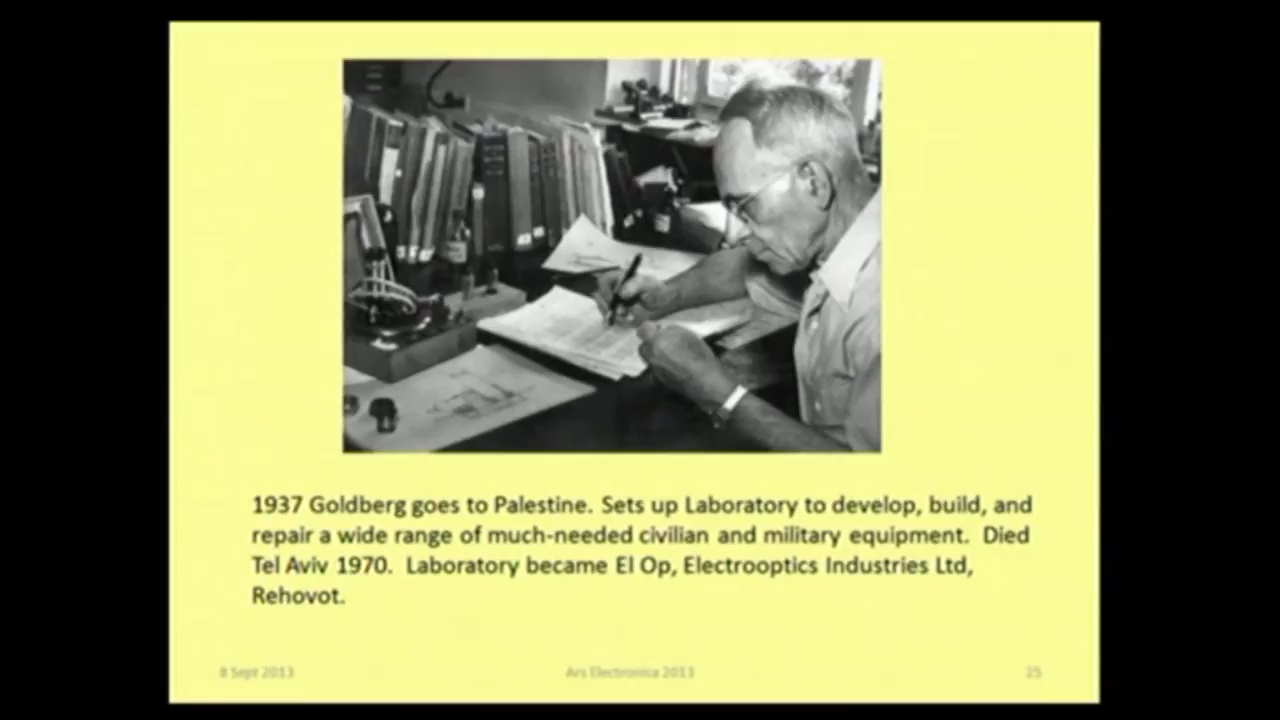 1937 Goldberg goes to Palestine. Sets up Laboratory to develop, build, and
repair a wide range of much-needed civilian and military equipment. Died
Tel Aviv 1970. Laboratory became El Op, Electrooptics Industries Ltd,
Rehovot.
8 Sept 2013
Ars Electronica 2013
25